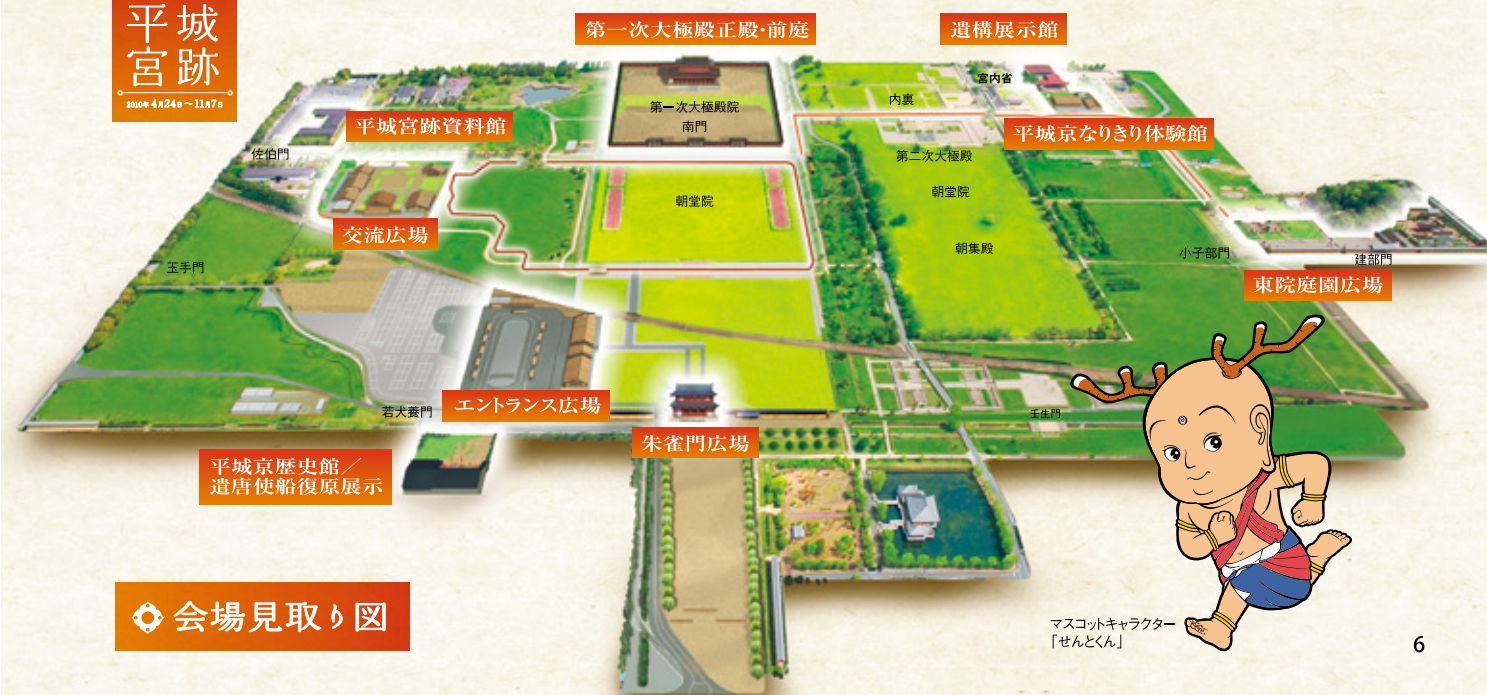 平城
宮跡
2010年4月24日〜11月7日
第一次大極殿正殿・前庭
遺構展示館
宮内省
内裏
第一次大極殿院
南門
平城宮跡資料館
平城京なりきり体験館
佐伯門
第二次大極殿
朝堂院
朝堂院
交流広場
朝集殿
小子部門
建部門
玉手門
東院庭園広場
エントランス広場
若犬養門
壬生門
朱雀門広場
平城京歴史館／
遣唐使船復原展示
会場見取り図
マスコットキャラクター
「せんとくん」
6